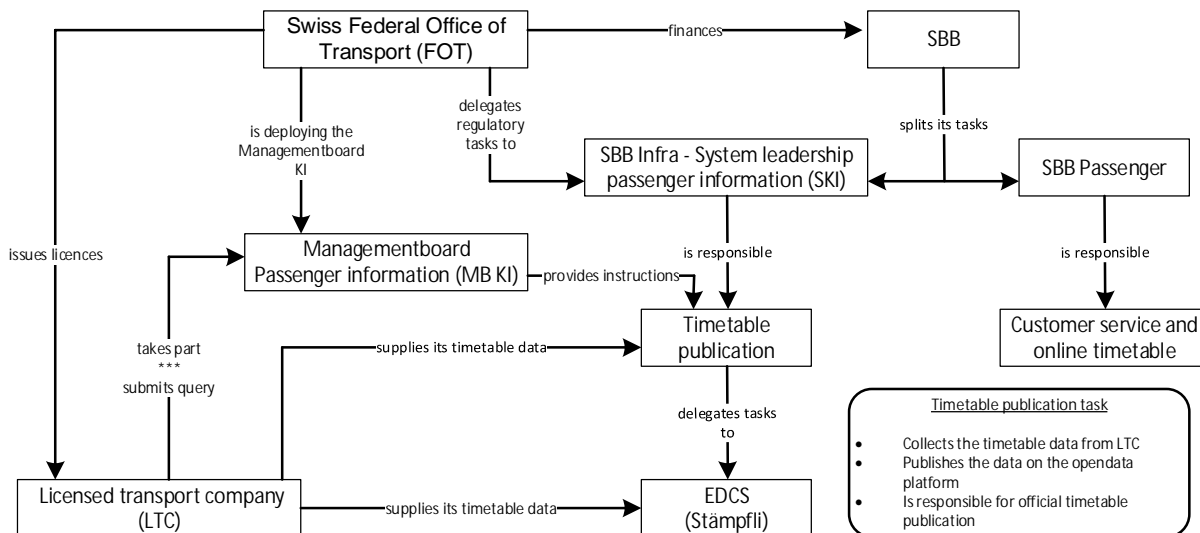 Swiss Federal Office of
Transport (FOT)
finances
SBB
delegates
regulatory
tasks to
is deploying the
Managementboard
KI
splits its tasks
SBB Infra - System leadership
passenger information (SKI)
SBB Passenger
issues licences
Managementboard
Passenger information (MB KI)
provides instructions
is responsible
is responsible
Timetable
publication
Customer service and
online timetable
takes part
***
submits query
supplies its timetable data
delegates tasks
to
Licensed transport company
(LTC)
supplies its timetable data
EDCS
(Stämpfli)
Timetable publication task
• Collects the timetable data from LTC
• Publishes the data on the opendata
platform
• Is responsible for official timetable
publication